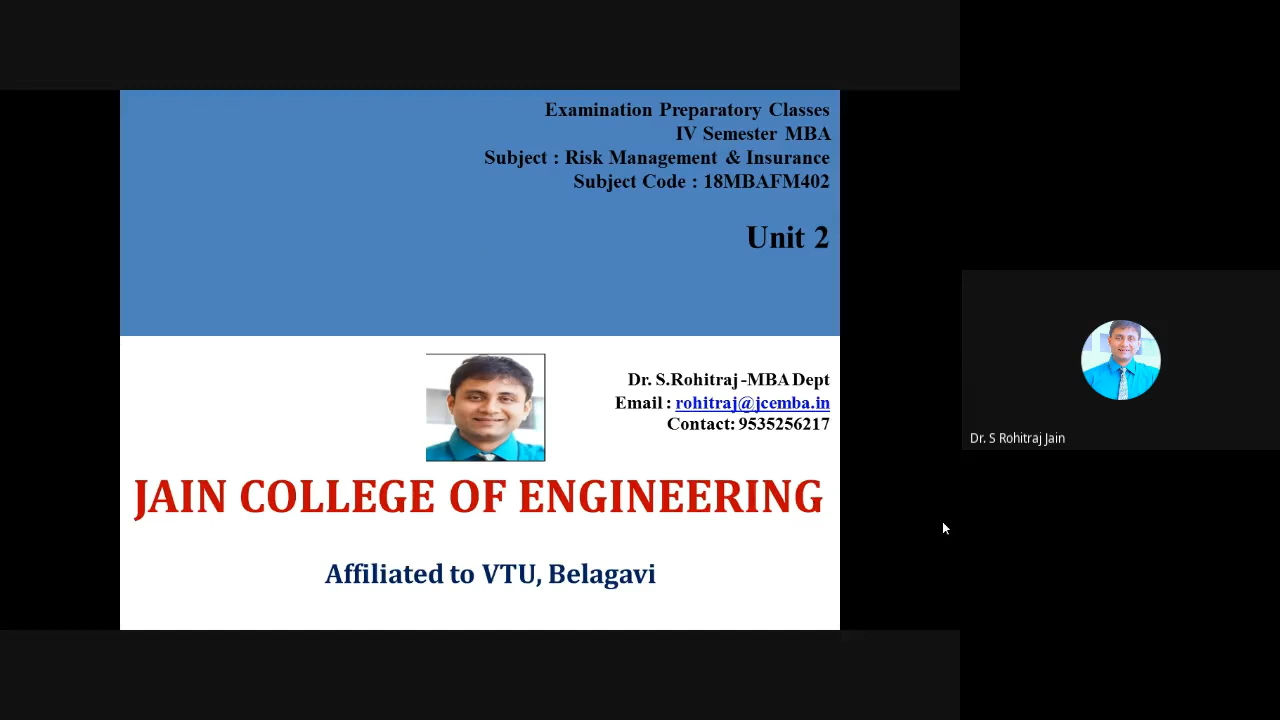 Examination Preparatory Classes
IV Semester MBA
Subject : Risk Management & Insurance
Subject Code : 18MBAFM402
Unit 2
Dr. S.Rohitraj -MBA Dept
Email : rohitraj@jcemba.in
Contact: 9535256217
JAIN COLLEGE OF ENGINEERING
Affiliated to VTU, Belagavi
Dr. S Rohitraj Jain